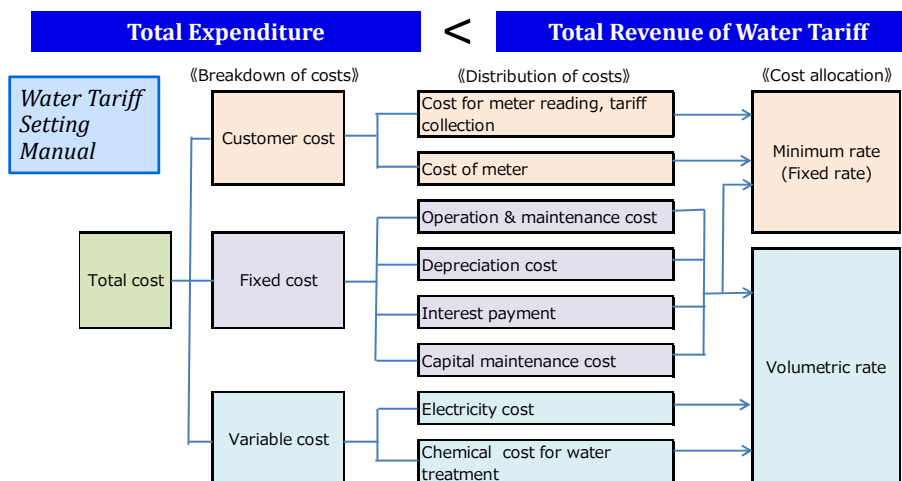 Total Expenditure
<
Total Revenue of Water Tariff
Water Tariff
Setting
Manual
《Breakdown of costs》
《Distribution of costs》
《Cost allocation》
Customer cost
Cost for meter reading, tariff
collection
Cost of meter
Minimum rate
(Fixed rate)
Total cost
Fixed cost
Operation & maintenance cost
Depreciation cost
Interest payment
Capital maintenance cost
Volumetric rate
Variable cost
Electricity cost
Chemical cost for water
treatment